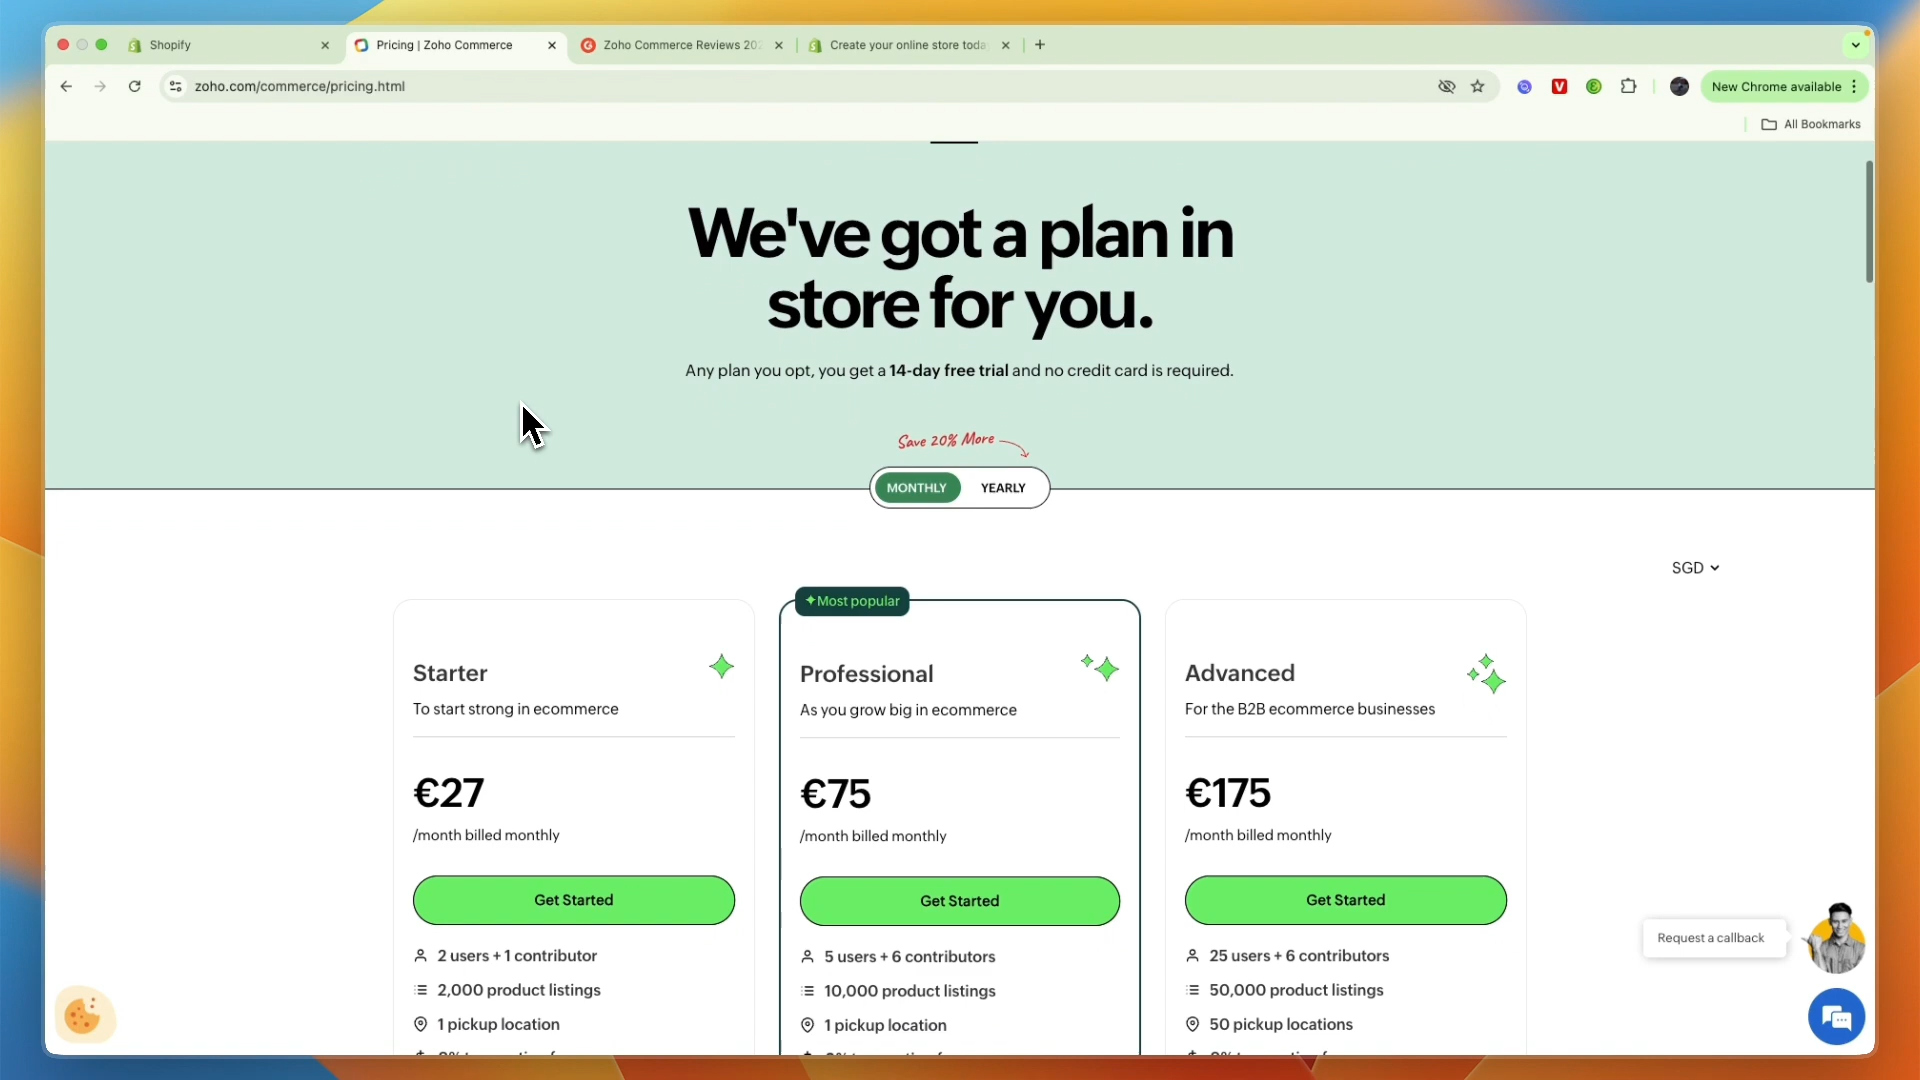 Shopify
Pricing | Zoho Commerce
Zoho Commerce Reviews 202
Create your online store toda
zoho.com/commerce/pricing.html
New Chrome available
All Bookmarks
We've got a plan in
store for you.
Any plan you opt, you get a 14-day free trial and no credit card is required.
Save 20% More
MONTHLY YEARLY
SGD
Most popular
Starter
To start strong in ecommerce
€27
/month billed monthly
Get Started
2 users + 1 contributor
2,000 product listings
1 pickup location
Professional
As you grow big in ecommerce
€75
/month billed monthly
Get Started
5 users + 6 contributors
10,000 product listings
1 pickup location
Advanced
For the B2B ecommerce businesses
€175
/month billed monthly
Get Started
25 users + 6 contributors
50,000 product listings
50 pickup locations
Request a callback